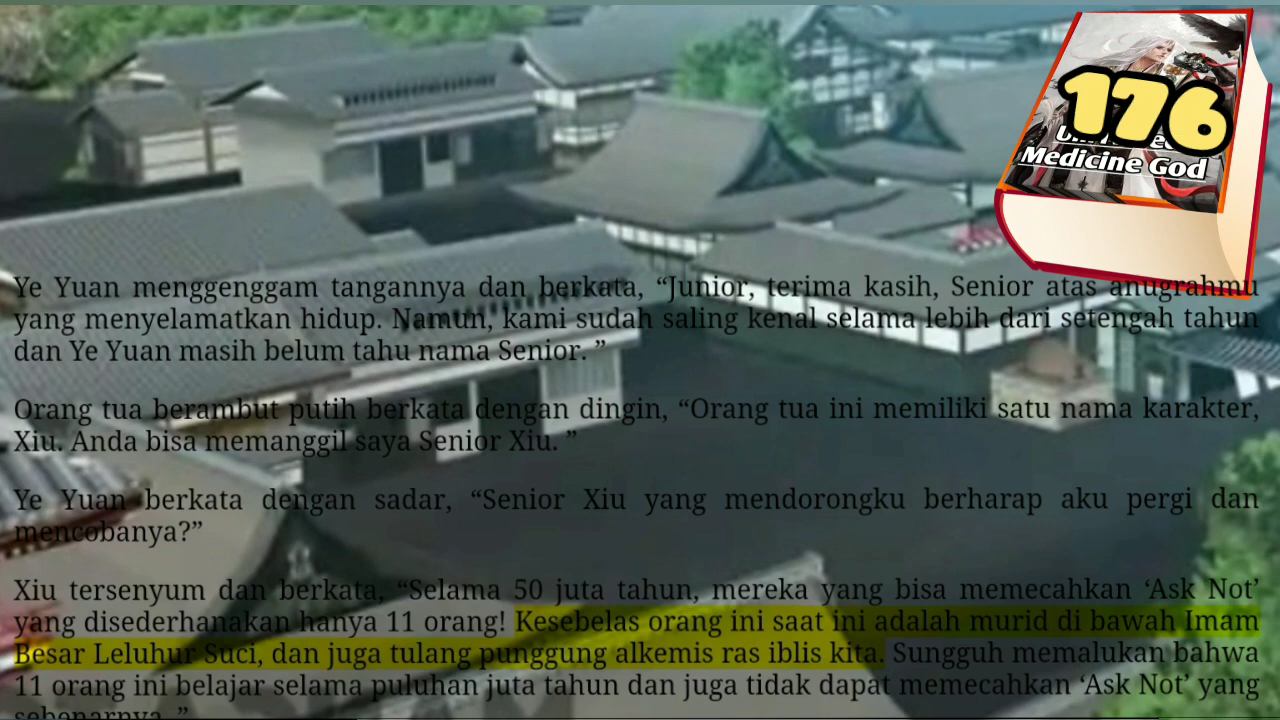 176
Medicine God
Ye Yuan menggenggam tangannya dan berkata, “Junior, terima kasih, Senior atas anugrahmu
yang menyelamatkan hidup. Namun, kami sudah saling kenal selama lebih dari setengah tahun
dan Ye Yuan masih belum tahu nama Senior. ”
Orang tua berambut putih berkata dengan dingin, “Orang tua ini memiliki satu nama karakter,
Xiu. Anda bisa memanggil saya Senior Xiu. ”
Ye Yuan berkata dengan sadar, “Senior Xiu yang mendorongku berharap aku pergi dan
mencobanya?”
Xiu tersenyum dan berkata, “Selama 50 juta tahun, mereka yang bisa memecahkan ‘Ask Not’
yang disederhanakan hanya 11 orang! Kesebelas orang ini saat ini adalah murid di bawah Imam
Besar Leluhur Suci, dan juga tulang punggung alkemis ras iblis kita. Sungguh memalukan bahwa
11 orang ini belajar selama puluhan juta tahun dan juga tidak dapat memecahkan ‘Ask Not’ yang
sebenarnya. ”